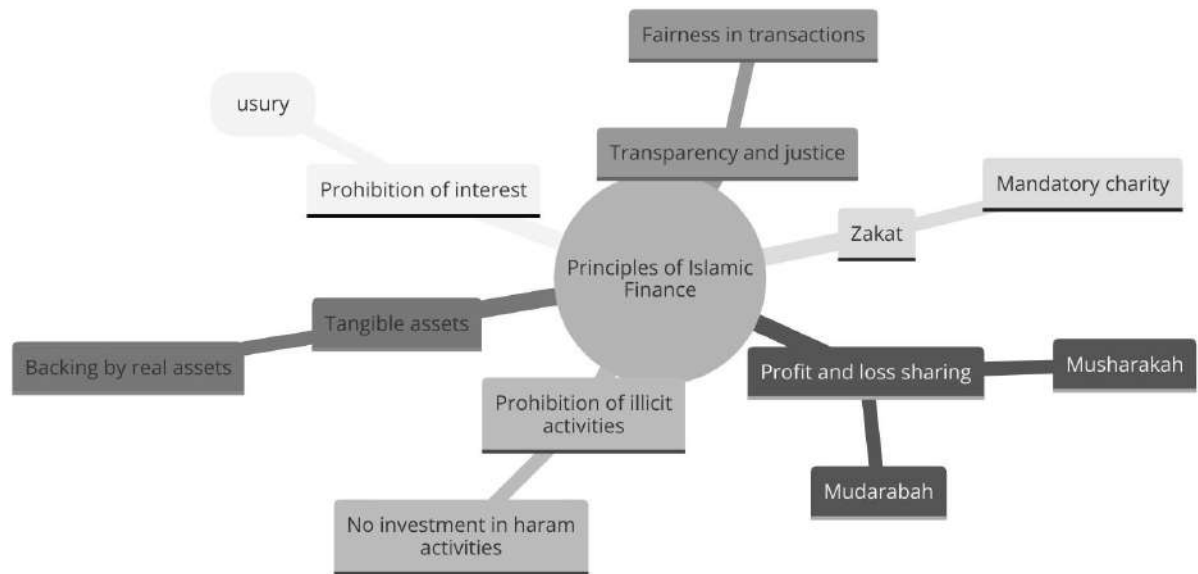 Fairness in transactions
usury
Transparency and justice
Prohibition of interest
Mandatory charity
Zakat
Principles of Islamic
Finance
Tangible assets
Backing by real assets
Profit and loss sharing
Musharakah
Prohibition of illicit
activities
Mudarabah
No investment in haram
activities